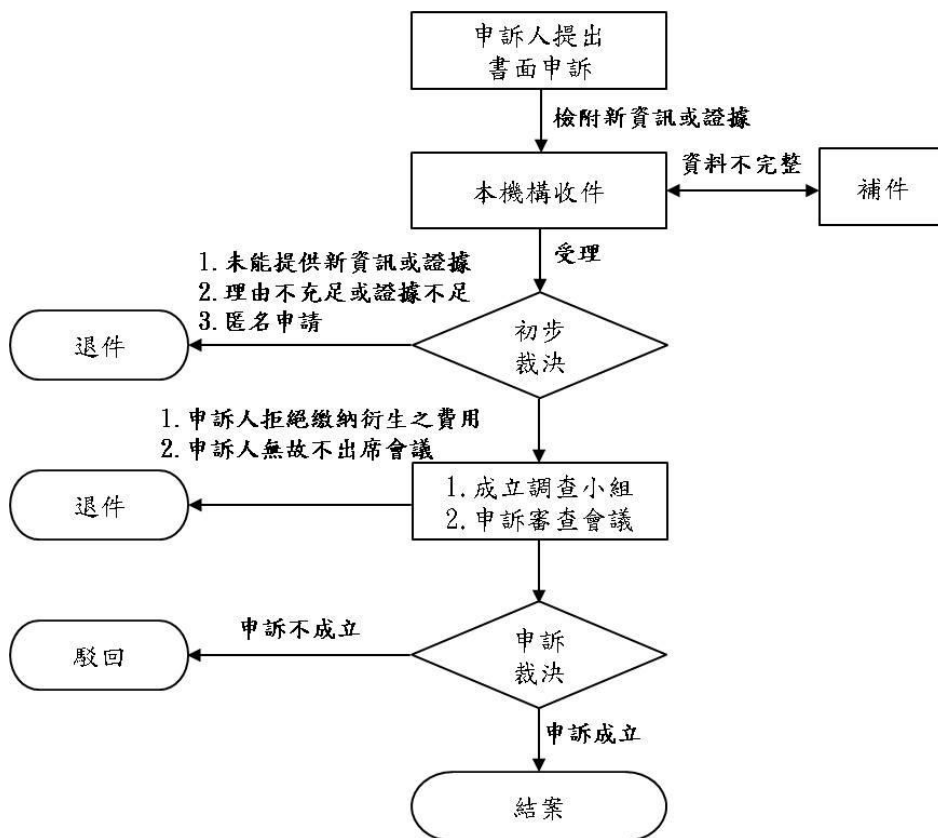 申訴人提出
書面申訴
檢附新資訊或證據
資料不完整
本機構收件
補件
受理
1.未能提供新資訊或證據
2.理由不充足或證據不足
3.匿名申請
退件
初步
裁決
1.申訴人拒絕繳納衍生之費用
2.申訴人無故不出席會議
退件
1.成立調查小組
2.申訴審查會議
申訴不成立
駁回
申訴
裁決
申訴成立
結案